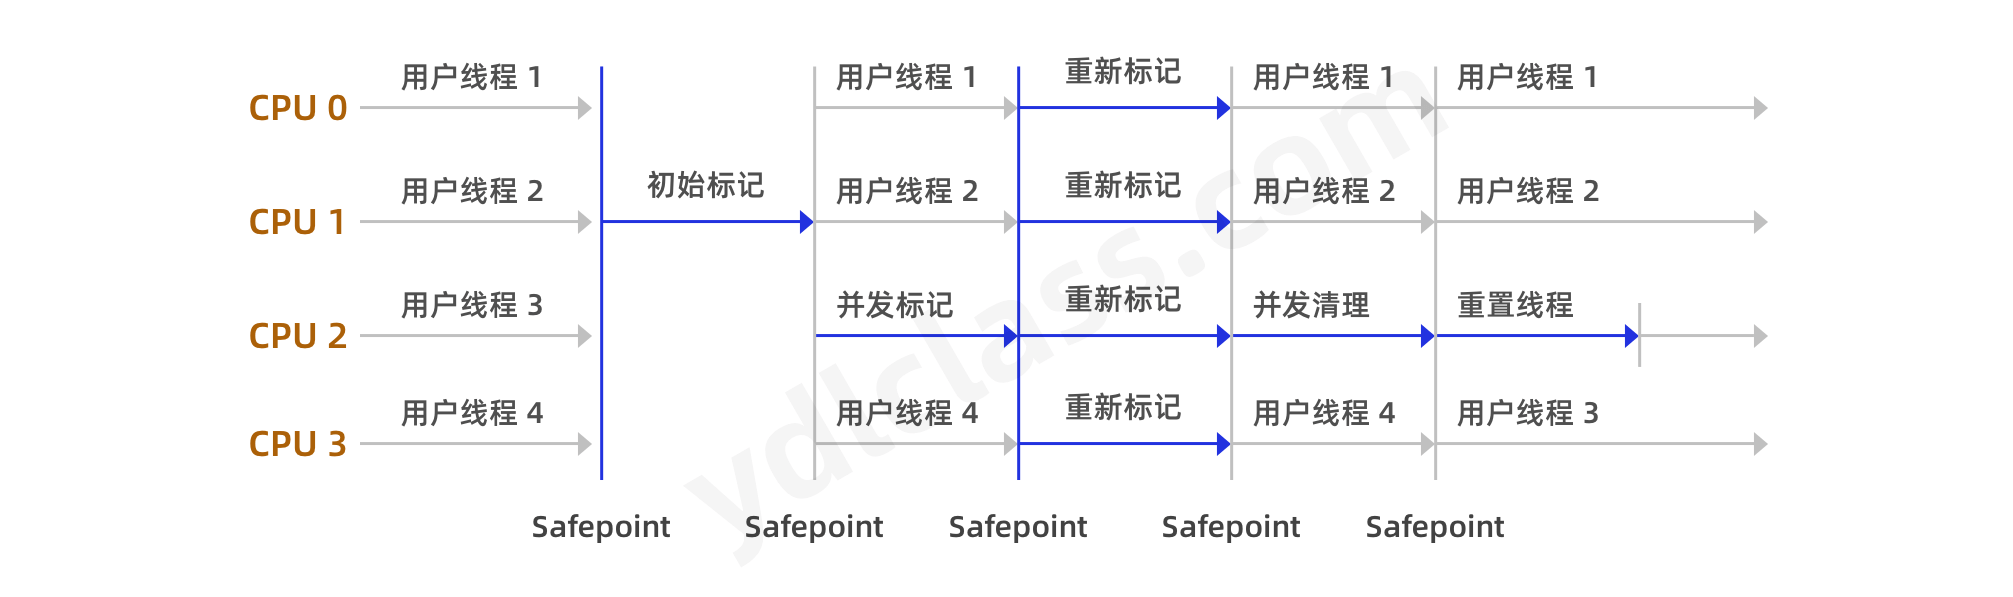 用户线程 1
用户线程 1
重新标记
用户线程 1
用户线程 1
CPU 0
用户线程 2
初始标记
用户线程 2
重新标记
用户线程 2
用户线程 2
CPU 1
用户线程 3
并发标记
重新标记
并发清理
重置线程
CPU 2
用户线程 4
用户线程 4
重新标记
用户线程 4
用户线程 3
CPU 3
Safepoint
Safepoint
Safepoint
Safepoint
Safepoint
ydlclass.com